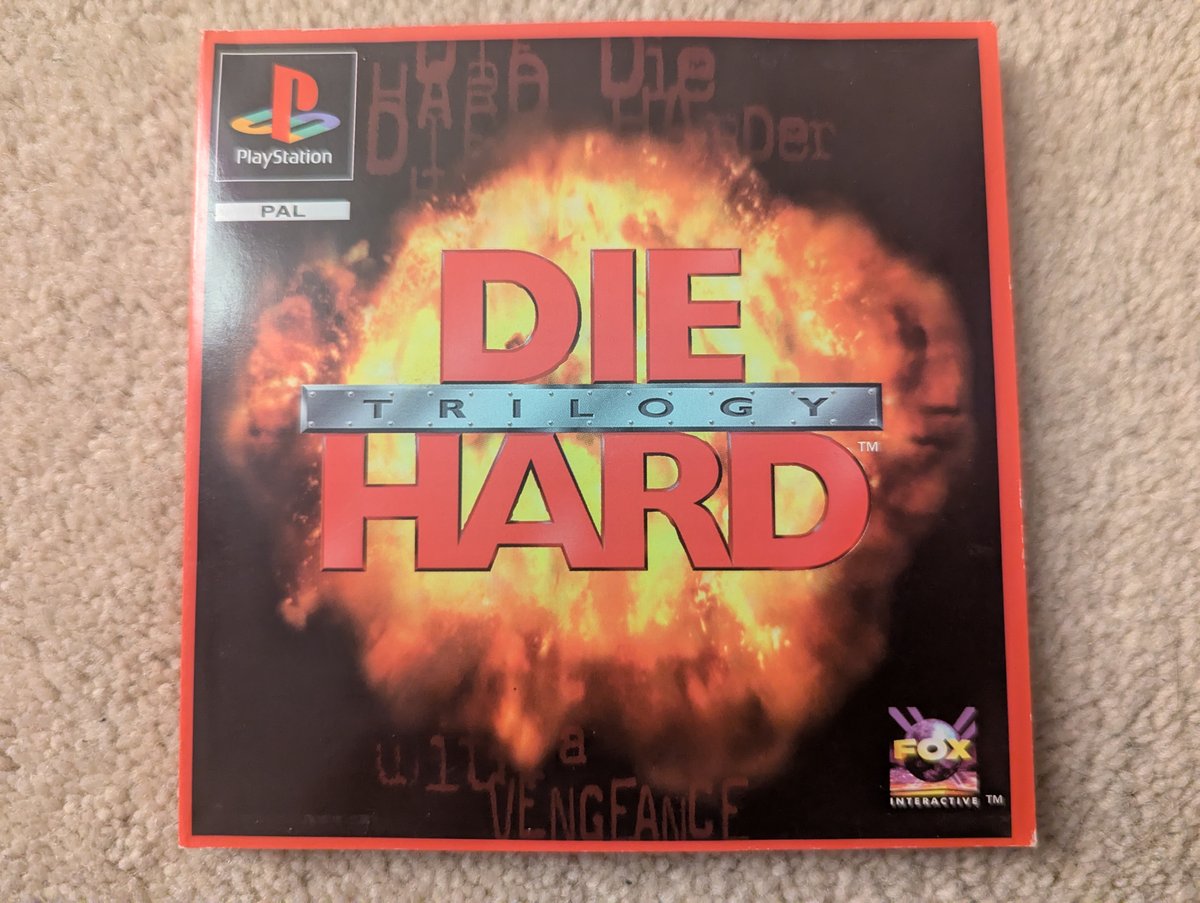 PlayStation
PAL
DIE
HARD
Die
HARDer
DIE
TRILOGY
HARD
TM
with a
VENGEANCE
FOX
INTERACTIVE TM